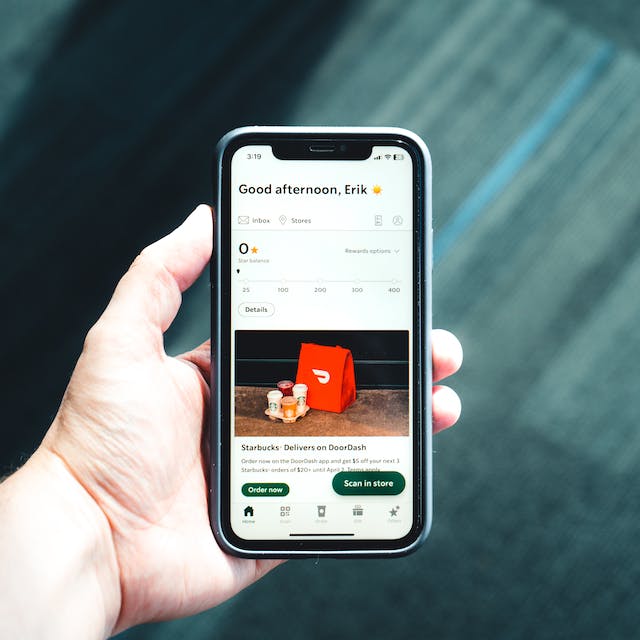 3:19
Good afternoon, Erik
Inbox Stores
0
Star balance
Rewards options
25 100 200 300 400
Details
Starbucks® Delivers on DoorDash
Order now on the DoorDash app and get $5 off your next 3
Starbucks® orders of $20+ until April 2. Terms apply
Order now
Scan in store
Home Scan Order Gift Offers